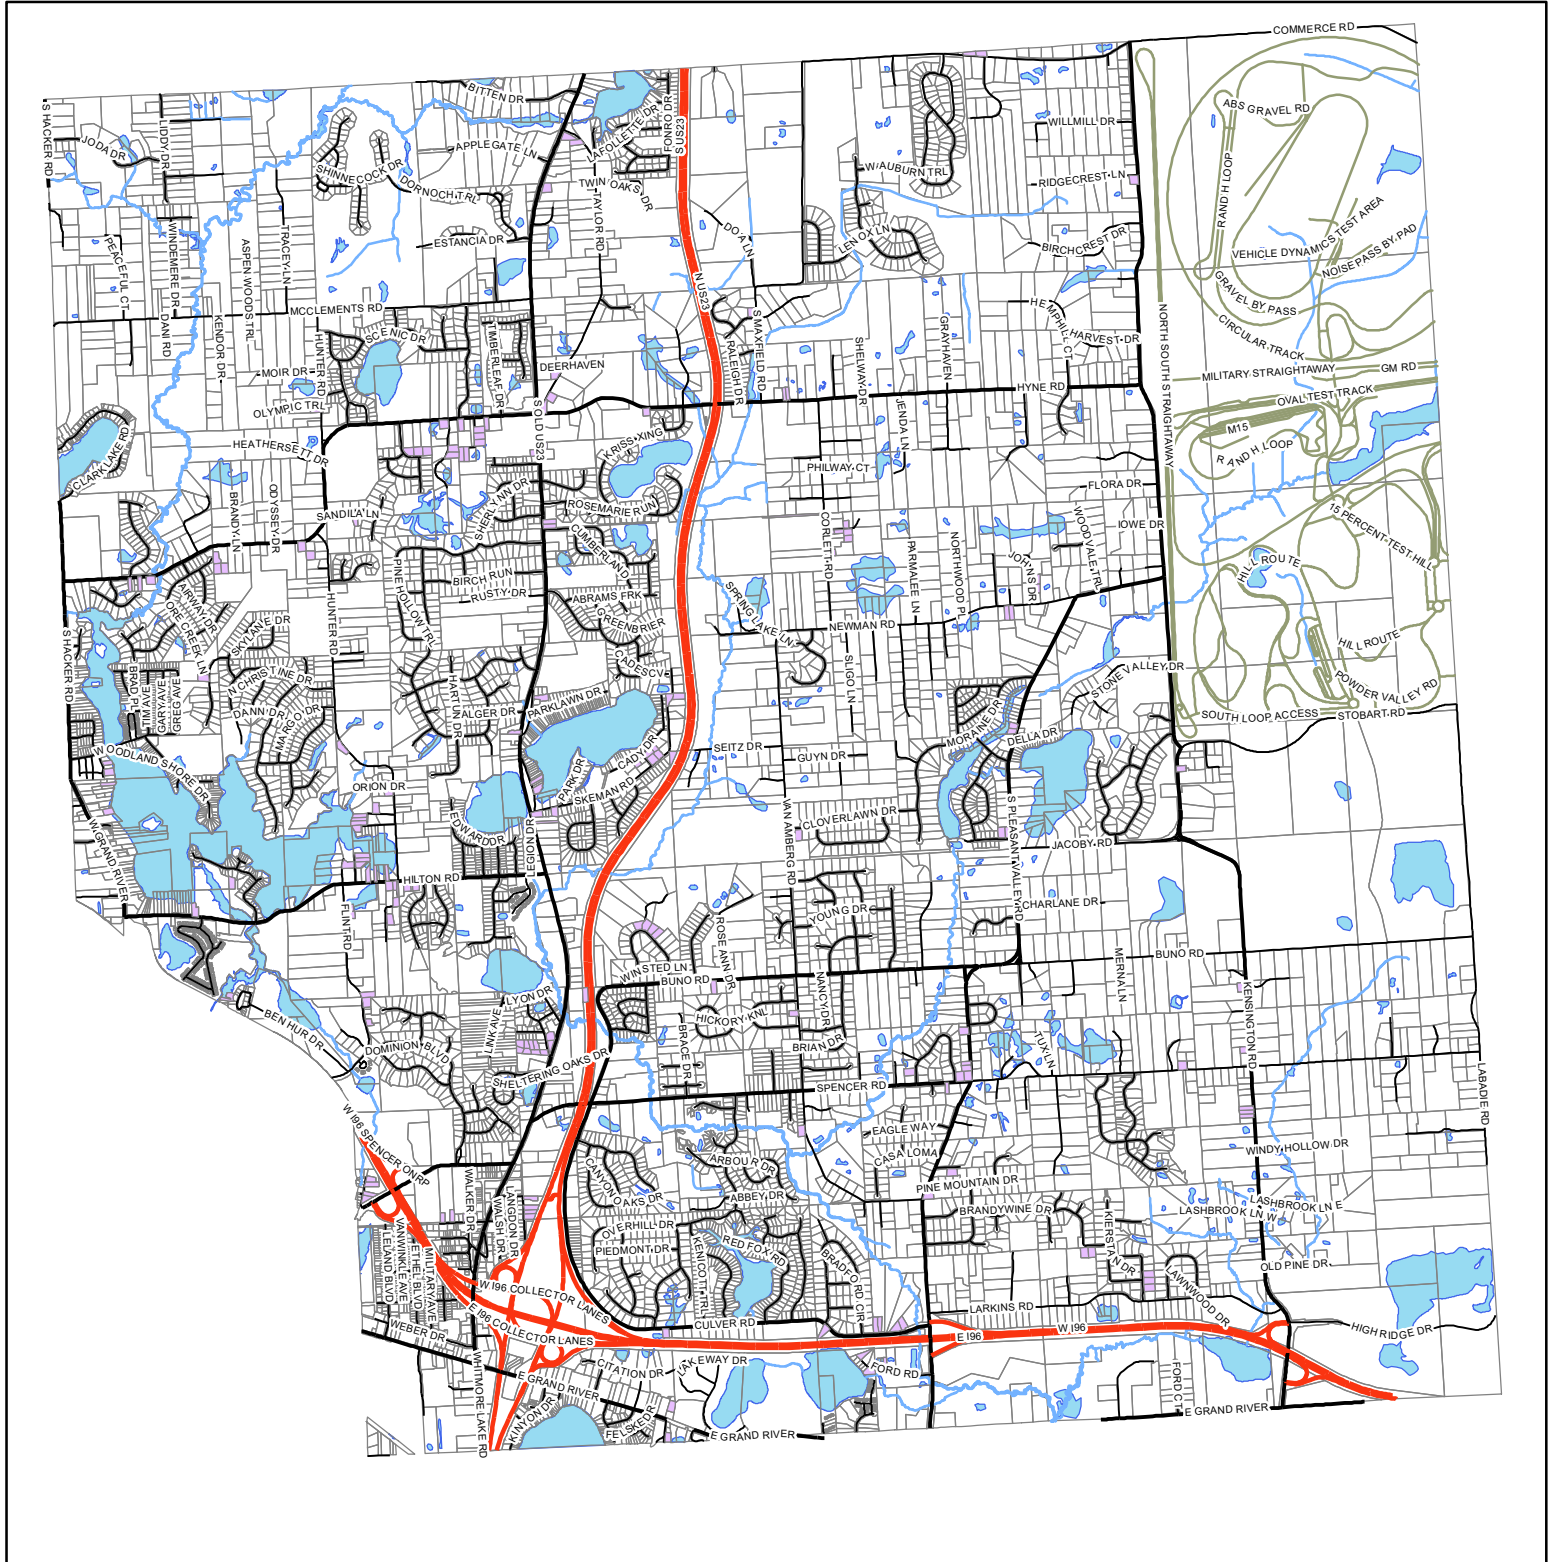 COMMERCE RD
BITTEN DR
S HACKER RD
JODA DR
LIDDY DR
APPLEGATE LN
LAFOLLETTE DR
FONRO DR
S US23
ABS GRAVEL RD
WILLMILL DR
SHINNECOCK DR
DORNOCH TRL
TWIN OAKS DR
WAUBURN TRL
RIDGECREST LN
R AND H LOOP
PEACEFUL CT
WINDEMERE DR
DANI RD
ASPEN WOODS TRL
TRACEY LN
ESTANCIA DR
TAYLOR RD
DOA LN
LENOX LN
BIRCHCREST DR
VEHICLE DYNAMICS TEST AREA
NOISE PASS BY PAD
N US23
GRAVEL BY PASS
MCCLEMENTS RD
KENDOR DR
HUNTER RD
SCENIC DR
TIMBERLEAF DR
S MAXFIELD RD
RALEIGH DR
HEMPHILL CT
HARVEST DR
NORTH SOUTH STRAIGHTAWAY
CIRCULAR TRACK
MOIR DR
DEERHAVEN
SHELWAY DR
GRAYHAVEN
HYNE RD
MILITARY STRAIGHTAWAY
GM RD
OLYMPIC TRL
S OLD US23
JENDA LN
OVAL TEST TRACK
M15
CLARK LAKE RD
HEATHERSETT DR
KRISS XING
PHILWAY CT
R AND H LOOP
BRANDY LN
ODYSSEY DR
SANDILA LN
SHERLYNN DR
ROSEMARIE RUN
FLORA DR
CORLETT RD
PARMALEE LN
NORTHWOOD PL
WOODVALE TRL
IOWE DR
15 PERCENT TEST HILL
CUMBERLAND
JOHNS DR
HILL ROUTE
AIRWAY DR
ORE CREEK LN
SKYLANE DR
HUNTER RD
PINE HOLLOW TRL
BIRCH RUN
RUSTY DR
ABRAMS FRK
GREENBRIER
SPRING LAKE LN
NEWMAN RD
HILL ROUTE
S HACKER RD
BRAD PL
TIM AVE
GARY AVE
GREG AVE
N CHRISTINE DR
DANN DR
MARGO DR
HARTLIN DR
ALGER DR
PARKLAWN DR
CADES CV
SLIGO LN
STONEY VALLEY DR
POWDER VALLEY RD
SOUTH LOOP ACCESS
STOBART RD
WOODLAND SHORE DR
ORION DR
PARK DR
CADY DR
SKEMAN RD
SEITZ DR
GUYN DR
MORAINE DR
DELLA DR
W GRAND RIVER
EDWARD DR
LEGION DR
VAN AMBERG RD
CLOVERLAWN DR
S PLEASANT VALLEY RD
JACOBY RD
HILTON RD
FLINT RD
YOUNG DR
CHARLANE DR
ROSE ANN DR
WINSTED LN
BUNO RD
NANCY DR
MERNA LN
BUNO RD
KENSINGTON RD
BEN HUR DR
LYON DR
LINK AVE
HICKORY KNL
BRACE DR
BRIAN DR
DOMINION BLVD
SHELTERING OAKS DR
TUX LN
SPENCER RD
LABADIE RD
W I96 SPENCER ONRP
EAGLE WAY
CASA LOMA
WINDY HOLLOW DR
ARBOUR DR
CANYON OAKS DR
ABBEY DR
PINE MOUNTAIN DR
WALKER DR
LANGDON DR
WALSH DR
BRANDYWINE DR
KIERSTAN DR
LASHBROOK LN W
LASHBROOK LN E
OVERHILL DR
PIEDMONT DR
RED FOX RD
KENICOTT TRL
BRADFORD CIR
LELAND BLVD
VANWINKLE AVE
ETHEL BLVD
MILITARY AVE
W I96 COLLECTOR LANES
E I96 COLLECTOR LANES
OLD PINE DR
LAWNWOOD DR
LARKINS RD
WEBER DR
CULVER RD
E I96
W I96
HIGH RIDGE DR
WHITMORE LAKE RD
CITATION DR
LAKEWAY DR
FORD RD
E GRAND RIVER
KINYON DR
FELSKE DR
E GRAND RIVER
FORD CT
E GRAND RIVER